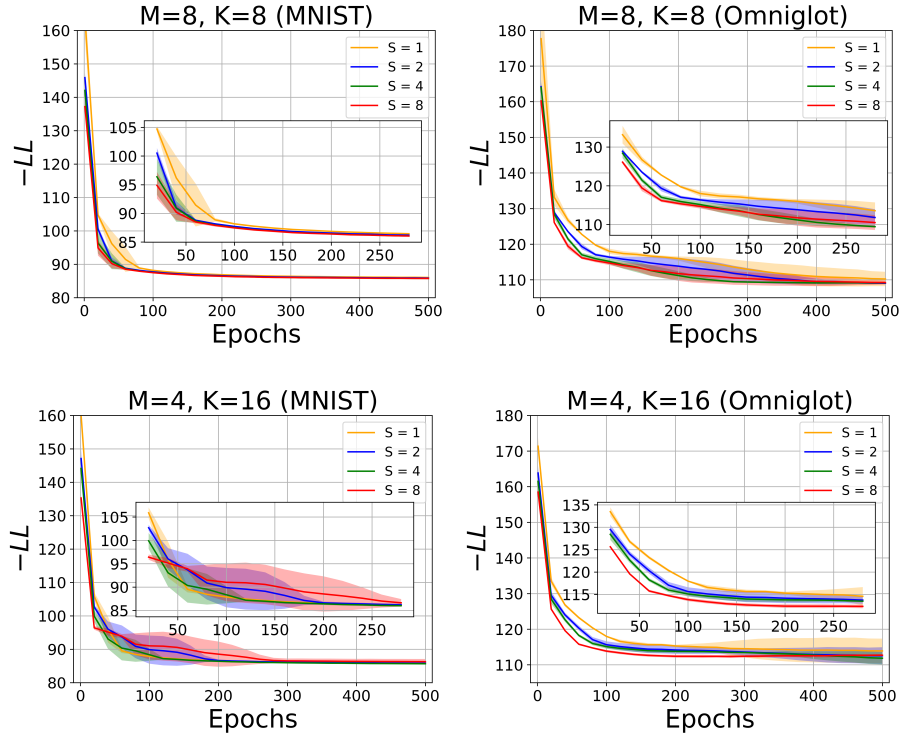 M=8, K=8 (MNIST)
160
150
140
130
120
110
100
90
80
−LL
S = 1
S = 2
S = 4
S = 8
105
100
95
90
85
50 100 150 200 250
0 100 200 300 400 500
Epochs
M=8, K=8 (Omniglot)
180
170
160
150
140
130
120
110
−LL
S = 1
S = 2
S = 4
S = 8
130
120
110
50 100 150 200 250
0 100 200 300 400 500
Epochs
M=4, K=16 (MNIST)
160
150
140
130
120
110
100
90
80
−LL
S = 1
S = 2
S = 4
S = 8
105
100
95
90
85
50 100 150 200 250
0 100 200 300 400 500
Epochs
M=4, K=16 (Omniglot)
180
170
160
150
140
130
120
110
−LL
S = 1
S = 2
S = 4
S = 8
135
130
125
120
115
50 100 150 200 250
0 100 200 300 400 500
Epochs